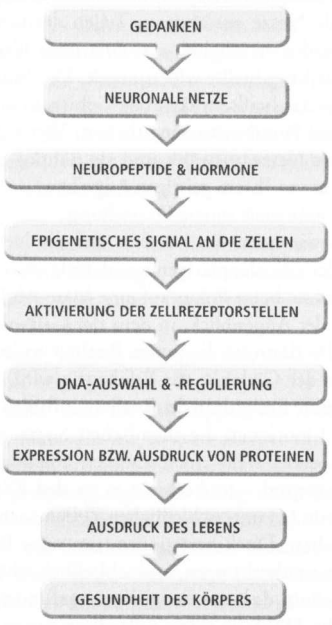 GEDANKEN
NEURONALE NETZE
NEUROPEPTIDE & HORMONE
EPIGENETISCHES SIGNAL AN DIE ZELLEN
AKTIVIERUNG DER ZELLREZEPTORSTELLEN
DNA-AUSWAHL & -REGULIERUNG
EXPRESSION BZW. AUSDRUCK VON PROTEINEN
AUSDRUCK DES LEBENS
GESUNDHEIT DES KÖRPERS